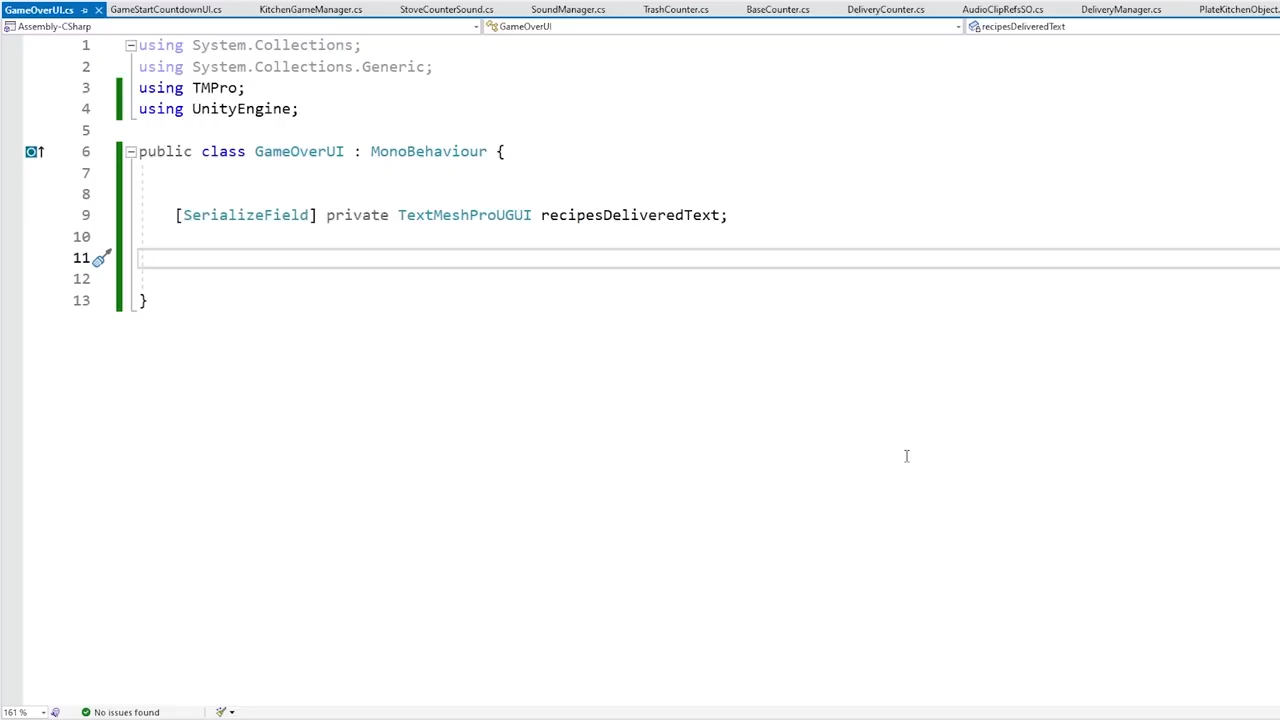 GameOverUI.cs GameStartCountdownUI.cs KitchenGameManager.cs StoveCounterSound.cs SoundManager.cs TrashCounter.cs BaseCounter.cs DeliveryCounter.cs AudioClipRefsSO.cs DeliveryManager.cs PlateKitchenObject.
Assembly-CSharp GameOverUI recipesDeliveredText
1 using System.Collections;
2 using System.Collections.Generic;
3 using TMPro;
4 using UnityEngine;
5
6 public class GameOverUI : MonoBehaviour {
7
8
9 [SerializeField] private TextMeshProUGUI recipesDeliveredText;
10
11
12
13 }
161 % No issues found